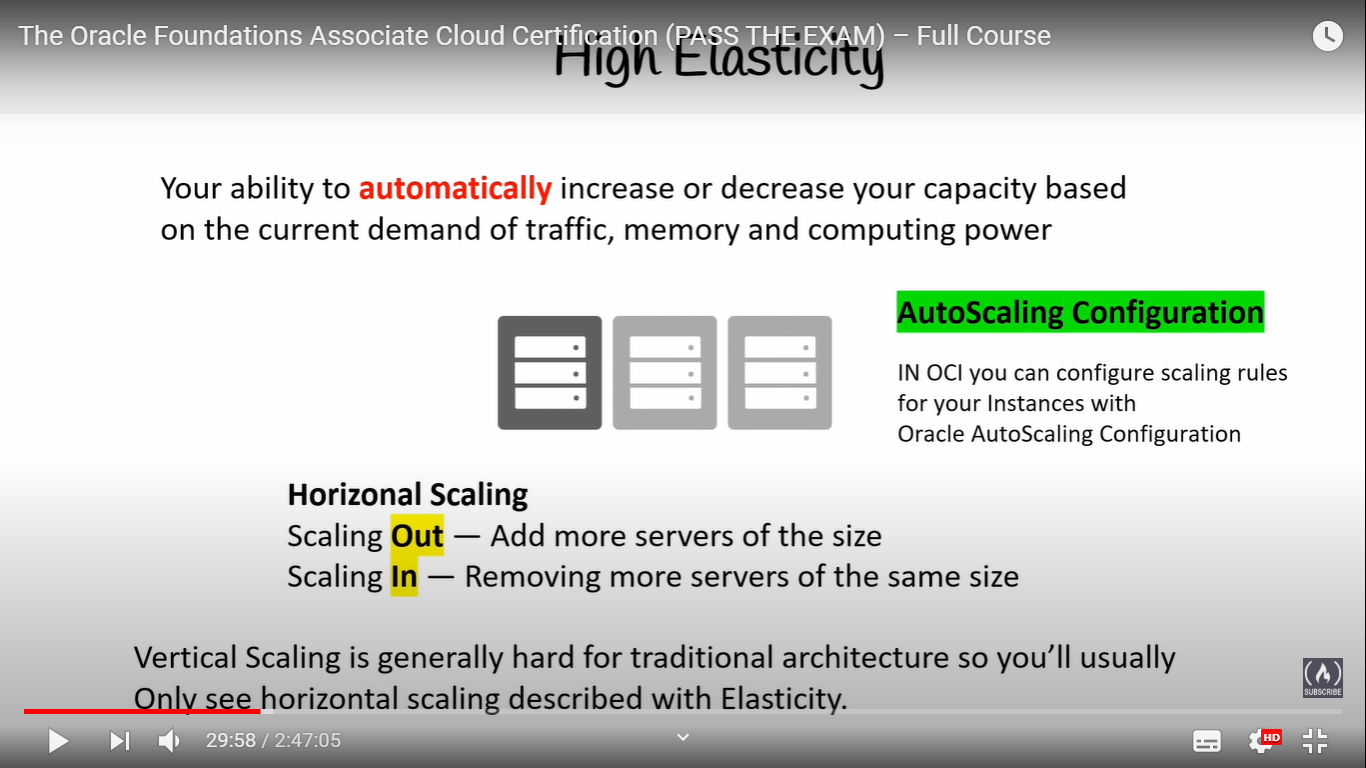 The Oracle Foundations Associate Cloud Certification (PASS THE EXAM) – Full Course
High Elasticity
Your ability to automatically increase or decrease your capacity based
on the current demand of traffic, memory and computing power
AutoScaling Configuration
IN OCI you can configure scaling rules
for your Instances with
Oracle AutoScaling Configuration
Horizonal Scaling
Scaling Out — Add more servers of the size
Scaling In — Removing more servers of the same size
Vertical Scaling is generally hard for traditional architecture so you’ll usually
Only see horizontal scaling described with Elasticity.
SUBSCRIBE
29:58 / 2:47:05
HD